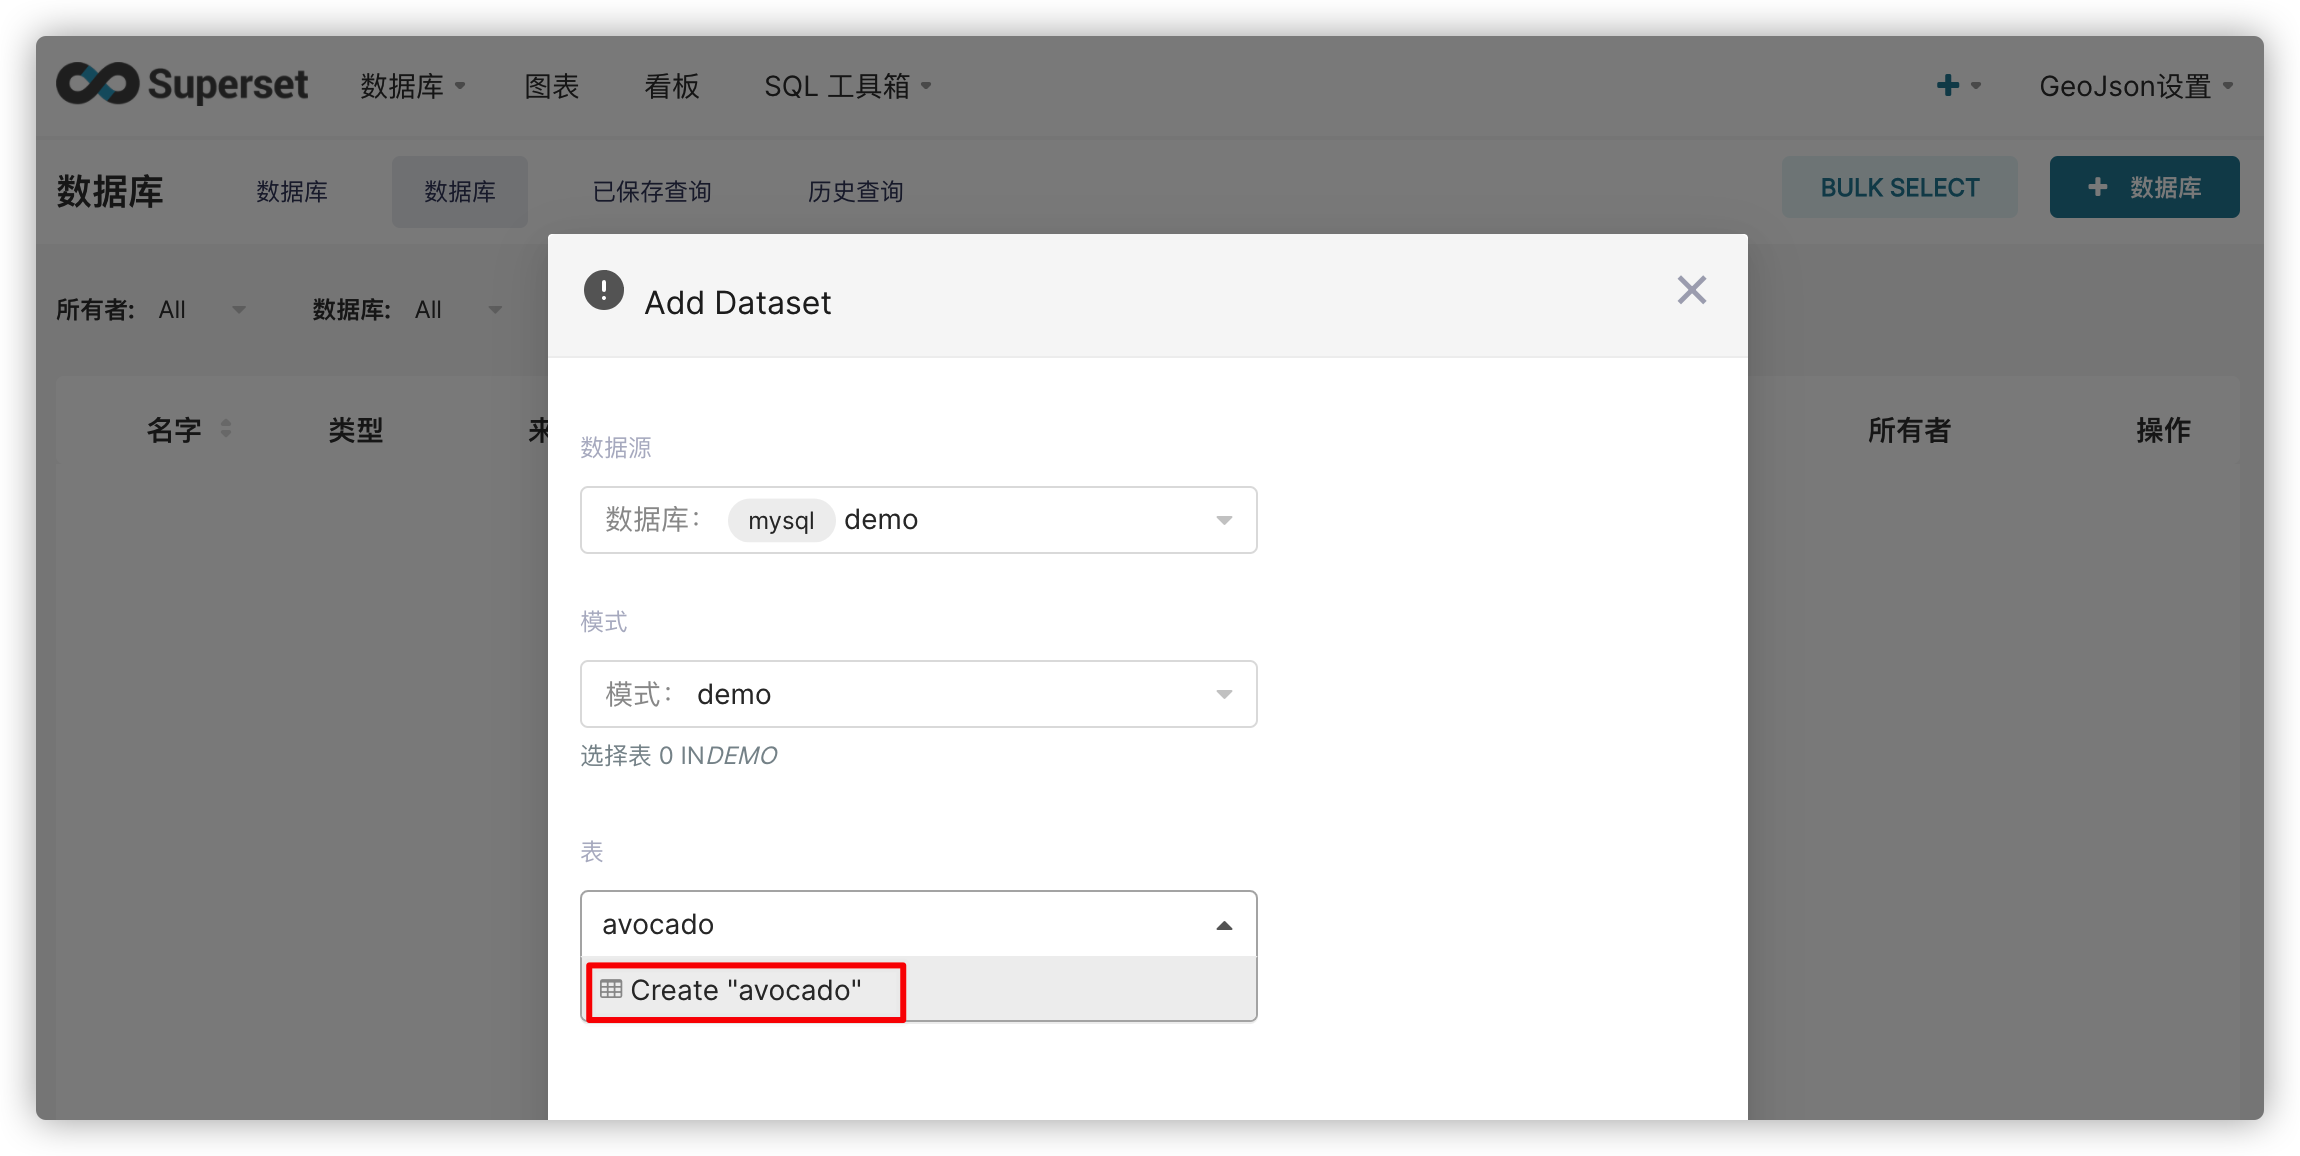 Superset 数据库 图表 看板 SQL 工具箱 GeoJson设置
数据库 数据库 数据库 已保存查询 历史查询 BULK SELECT 数据库
所有者: All 数据库: All
Add Dataset
名字 类型 所有者 操作
数据源
数据库: mysql demo
模式
模式: demo
选择表 0 INDEMO
表
avocado
Create "avocado"